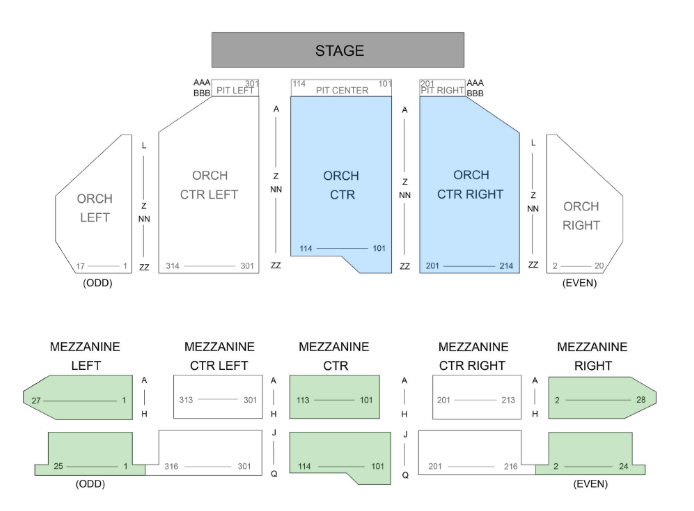 STAGE
AAA 301 114 101 201 AAA
BBB PIT LEFT PIT CENTER PIT RIGHT BBB
A A
L L
ORCH ORCH ORCH
CTR LEFT CTR CTR RIGHT
Z Z Z Z
NN NN NN NN
ORCH ORCH
LEFT RIGHT
114 101
17 1 ZZ 314 301 ZZ ZZ 201 214 ZZ 2 20
(ODD) (EVEN)
MEZZANINE MEZZANINE MEZZANINE MEZZANINE MEZZANINE
LEFT CTR LEFT CTR CTR RIGHT RIGHT
A A A A
27 1 313 301 113 101 201 213 2 28
H H H H
J J
25 1 316 301 114 101 201 216 2 24
Q Q
(ODD) (EVEN)